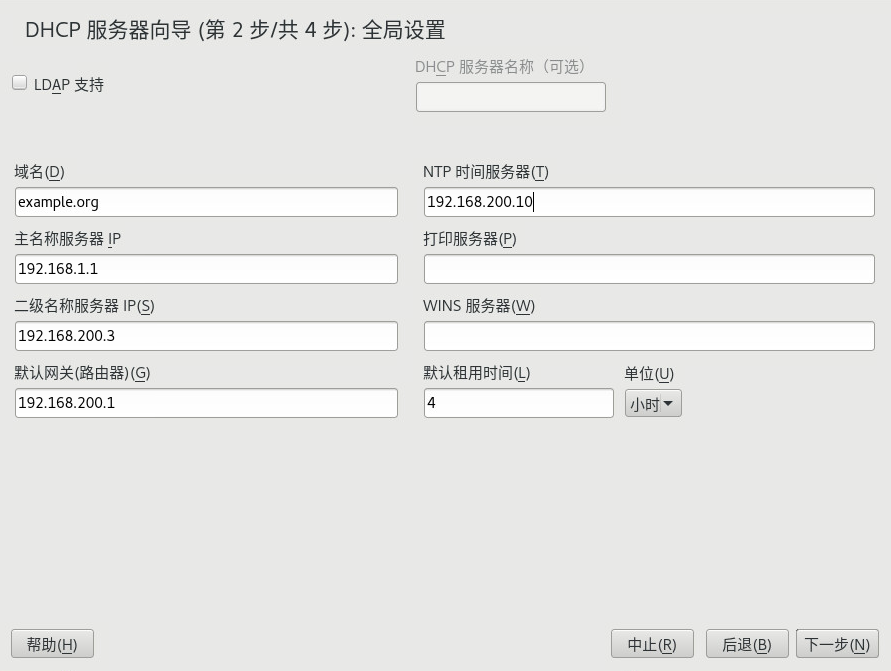 DHCP 服务器向导 (第 2 步/共 4 步): 全局设置
LDAP 支持
DHCP 服务器名称（可选）
域名(D)
example.org
NTP 时间服务器(T)
192.168.200.10
主名称服务器 IP
192.168.1.1
打印服务器(P)
二级名称服务器 IP(S)
192.168.200.3
WINS 服务器(W)
默认网关(路由器)(G)
192.168.200.1
默认租用时间(L)
4
单位(U)
小时
帮助(H)
中止(R)
后退(B)
下一步(N)